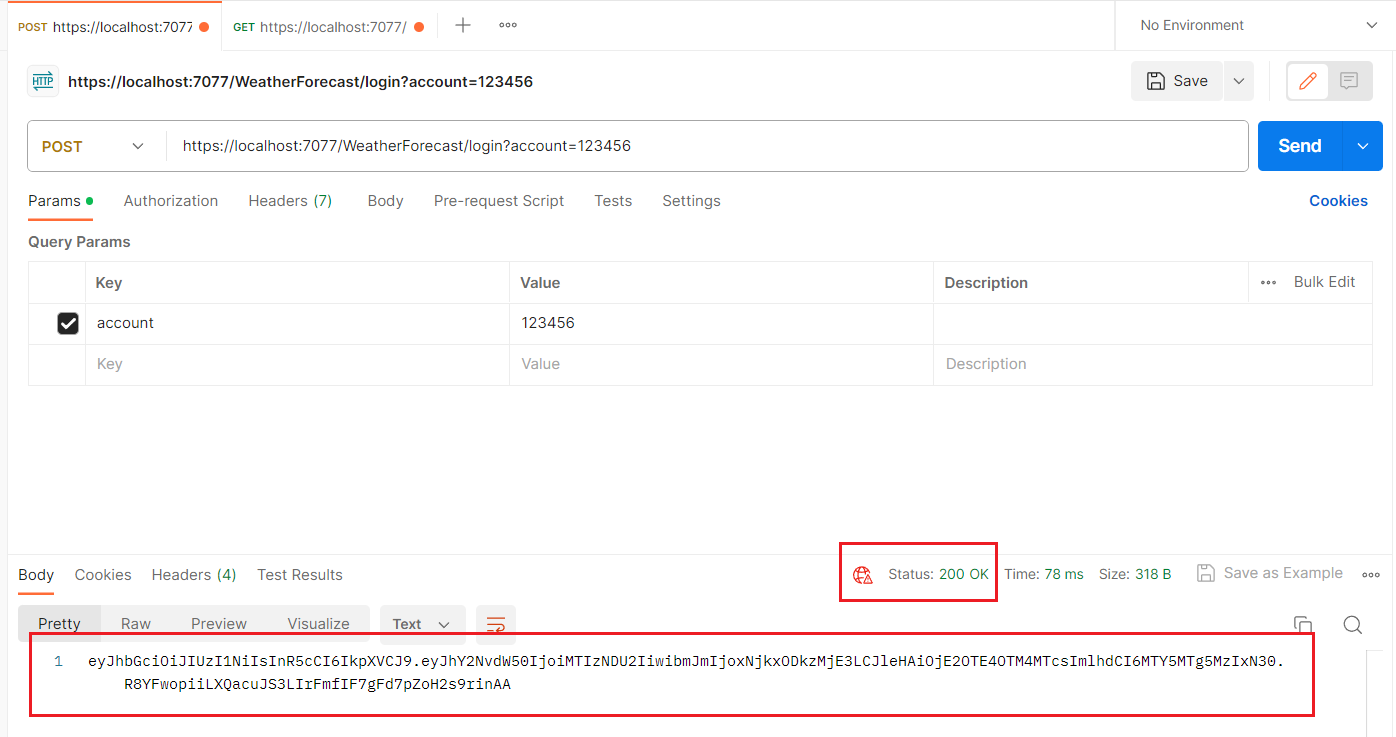 POST https://localhost:7077 GET https://localhost:7077/ No Environment
HTTP https://localhost:7077/WeatherForecast/login?account=123456 Save
POST https://localhost:7077/WeatherForecast/login?account=123456 Send
Params Authorization Headers (7) Body Pre-request Script Tests Settings Cookies
Query Params
Key Value Description Bulk Edit
account 123456
Key Value Description
Body Cookies Headers (4) Test Results Status: 200 OK Time: 78 ms Size: 318 B Save as Example
Pretty Raw Preview Visualize Text
1 eyJhbGciOiJIUzI1NiIsInR5cCI6IkpXVCJ9.eyJhY2NvdW50IjoiMTIzNDU2IiwibmJmIjoxNjkxODkzMjE3LCJleHAiOjE2OTE4OTM4MTcsImlhdCI6MTY5MTg5MzIxN30.
R8YFwopiiLXQacuJS3LIrFmfIF7gFd7pZoH2s9rinAA